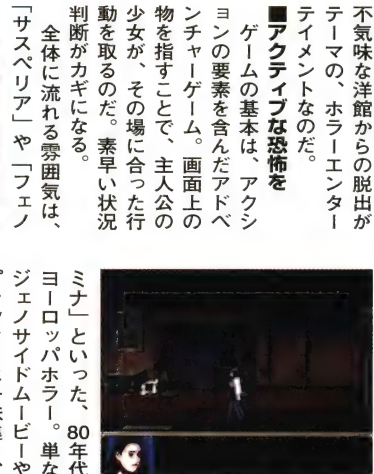 不気味な洋館からの脱出が
テーマの、ホラーエンター
テイメントなのだ。
■アクティブな恐怖を
ゲームの基本は、アクシ
ョンの要素を含んだアドベ
ンチャーゲーム。画面上の
物を指すことで、主人公の
少女が、その場に合った行
動を取るのだ。素早い状況
判断がカギになる。
全体に流れる雰囲気は、
「サスペリア」や「フェノ
ミナ」といった、80年代
ヨーロッパホラー。単な
ジェノサイドムービーや